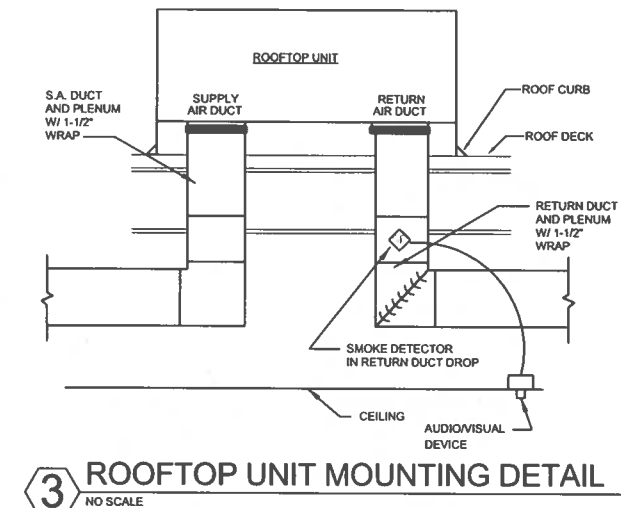 ROOFTOP UNIT
S.A. DUCT
AND PLENUM
W/ 1-1/2"
WRAP
SUPPLY
AIR DUCT
RETURN
AIR DUCT
ROOF CURB
ROOF DECK
RETURN DUCT
AND PLENUM
W/ 1-1/2"
WRAP
SMOKE DETECTOR
IN RETURN DUCT DROP
CEILING
AUDIO/VISUAL
DEVICE
3 ROOFTOP UNIT MOUNTING DETAIL
NO SCALE